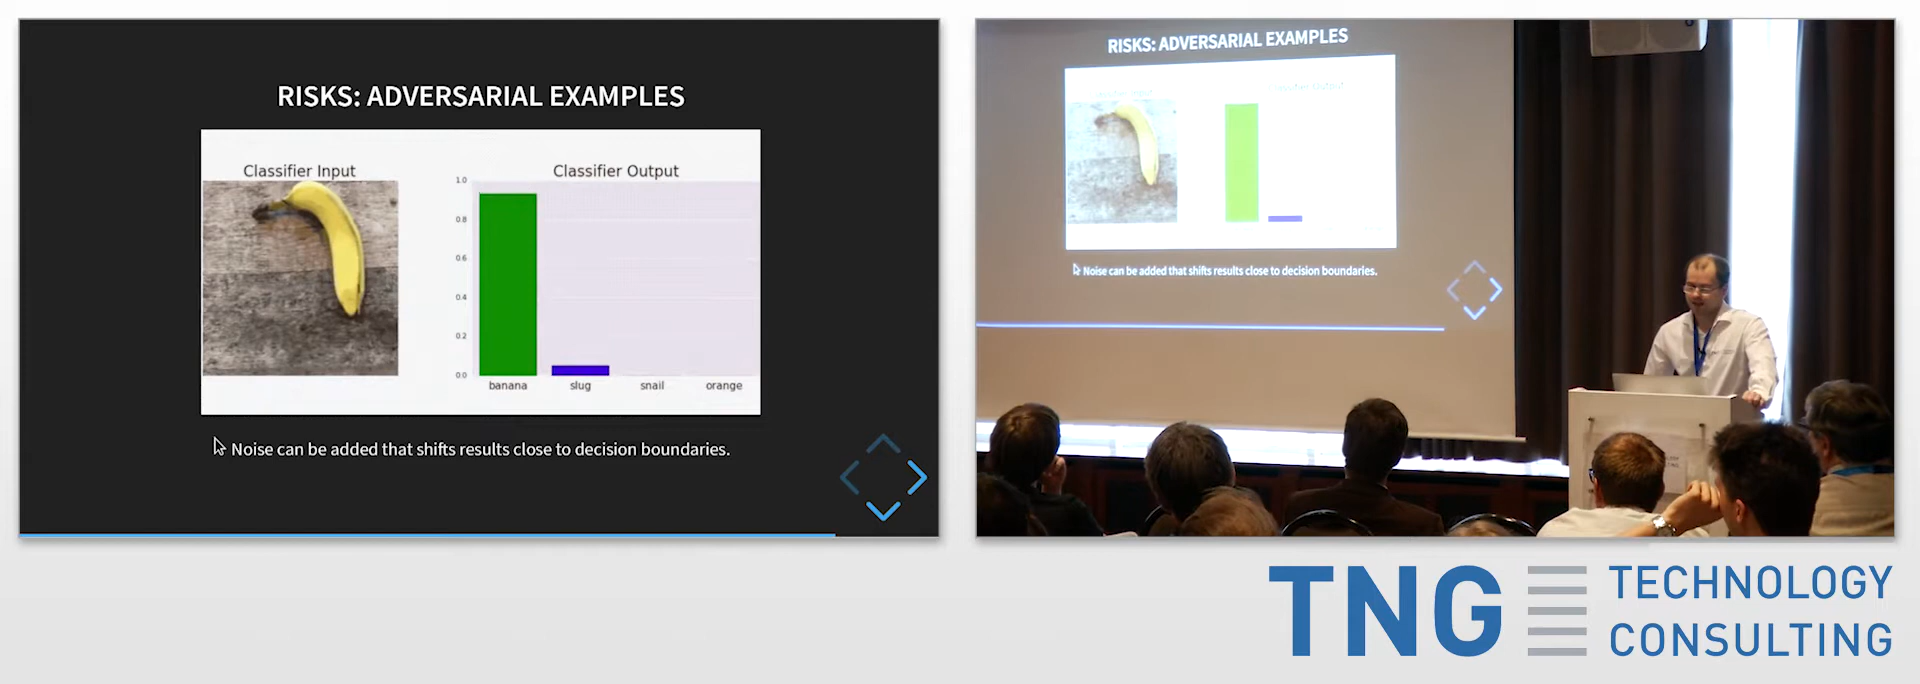 RISKS: ADVERSARIAL EXAMPLES
Classifier Input
Classifier Output
1.0
0.8
0.6
0.4
0.2
0.0
banana
slug
snail
orange
Noise can be added that shifts results close to decision boundaries.
RISKS: ADVERSARIAL EXAMPLES
Classifier Output
Noise can be added that shifts results close to decision boundaries.
TNG
TECHNOLOGY
CONSULTING